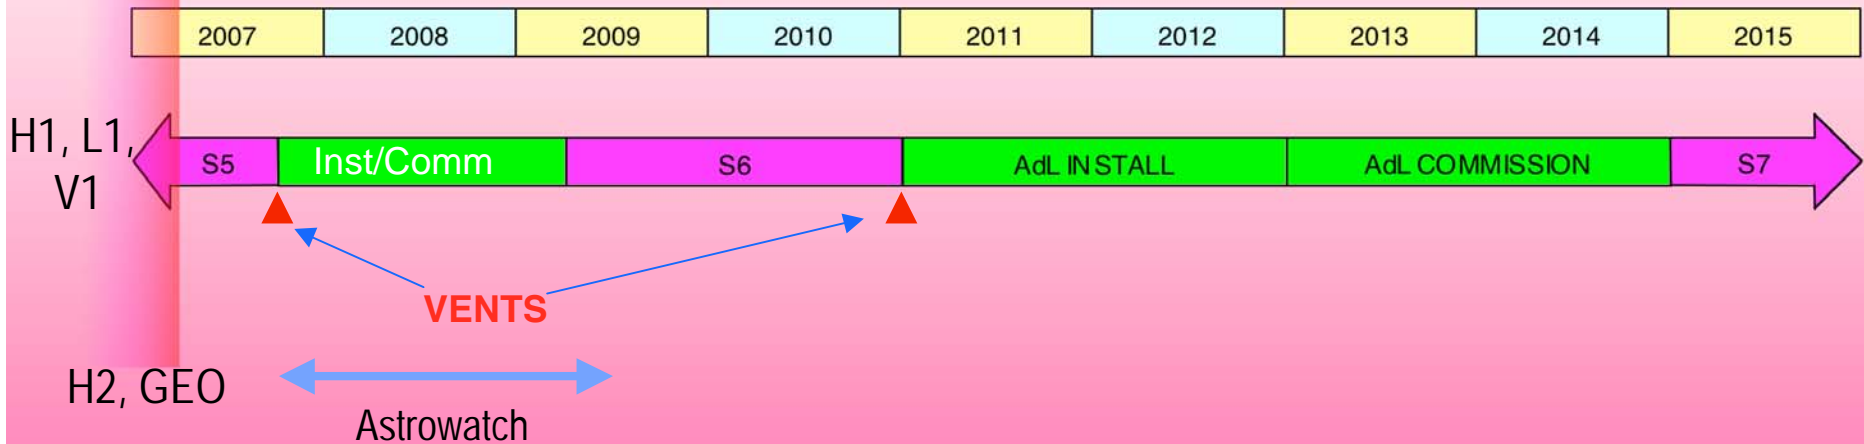 2007 2008 2009 2010 2011 2012 2013 2014 2015
H1, L1,
V1
S5 Inst/Comm S6 AdL INSTALL AdL COMMISSION S7
VENTS
H2, GEO
Astrowatch